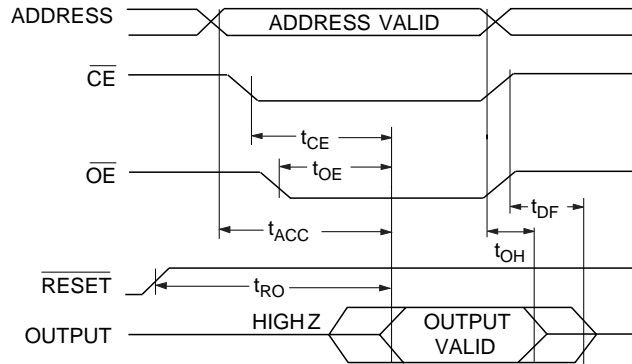 ADDRESS
ADDRESS VALID
CE
tCE
tOE
OE
tDF
tACC
tOH
RESET
tRO
HIGH Z
OUTPUT
OUTPUT
VALID